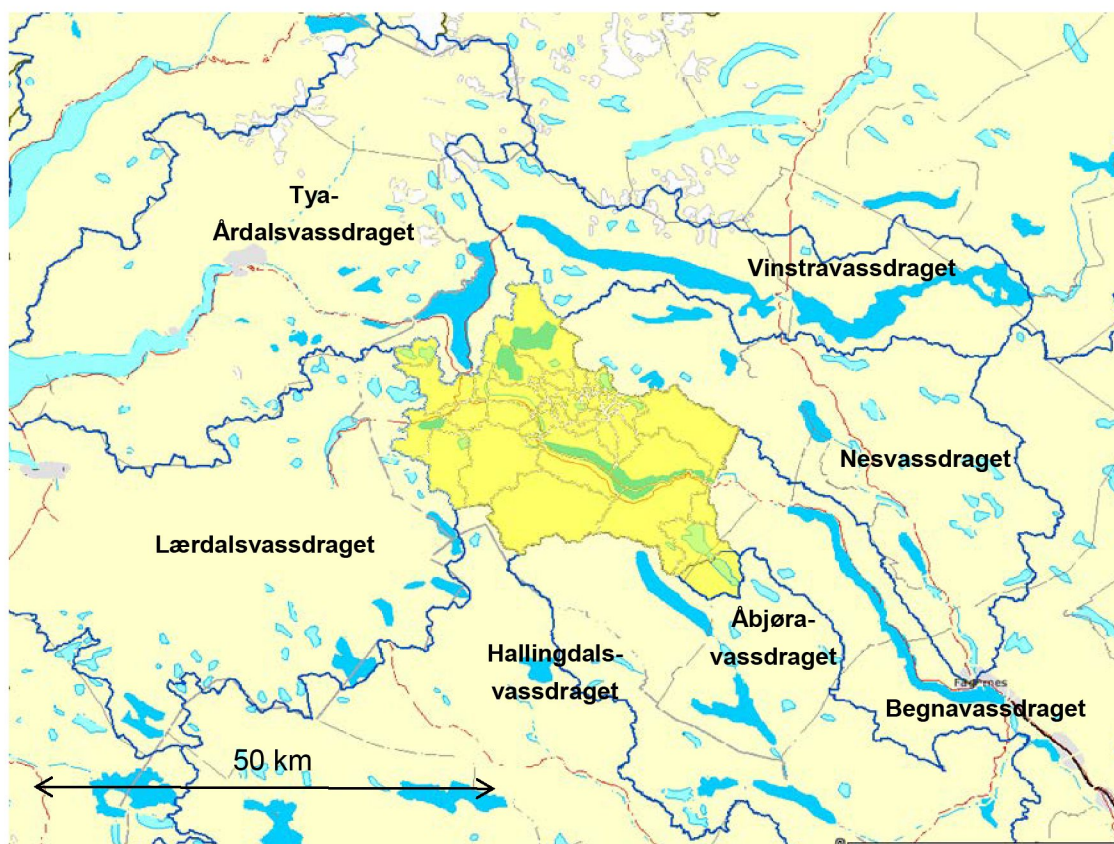 Tya-
Årdalsvassdraget
Vinstravassdraget
Nesvassdraget
Lærdalsvassdraget
Åbjøra-
vassdraget
Hallingdals-
vassdraget
Begnavassdraget
50 km